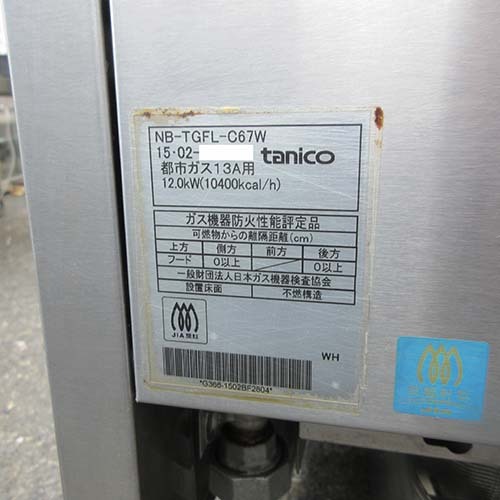 NB-TGFL-C67W
15・02- tanico
都市ガス13A用
12.0kW(10400kcal/h)
ガス機器防火性能評定品
可燃物からの離隔距離(cm)
上方 側方 前方 後方
フード 0以上 0以上
一般財団法人日本ガス機器検査協会
設置床面 不燃構造
WH
*G366-1502BF2804*